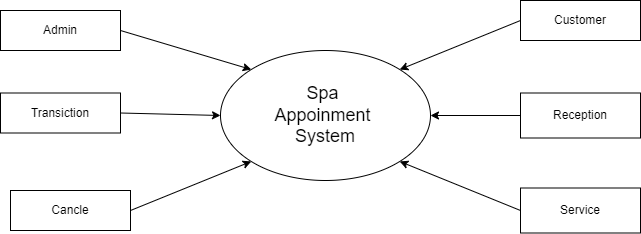 Admin
Customer
Spa
Appoinment
System
Transiction
Reception
Cancle
Service